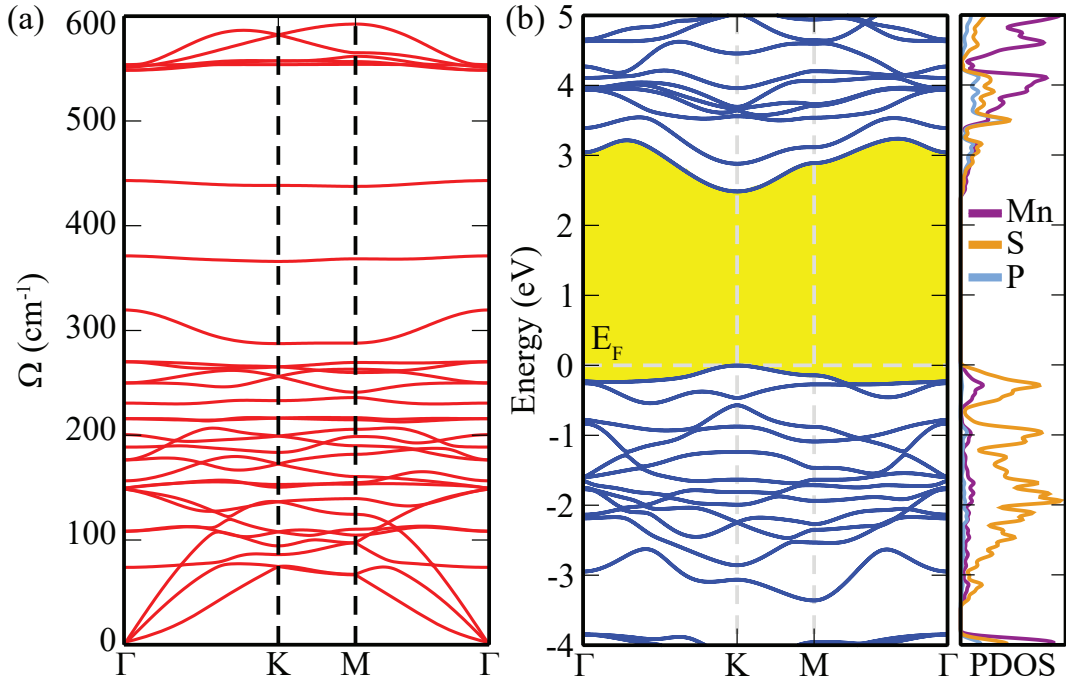 (a)
600
500
400
300
200
100
0
Ω (cm⁻¹)
Γ K M Γ
(b)
5
4
3
2
1
0
-1
-2
-3
-4
Energy (eV)
E_F
Γ K M Γ
Mn
S
P
PDOS